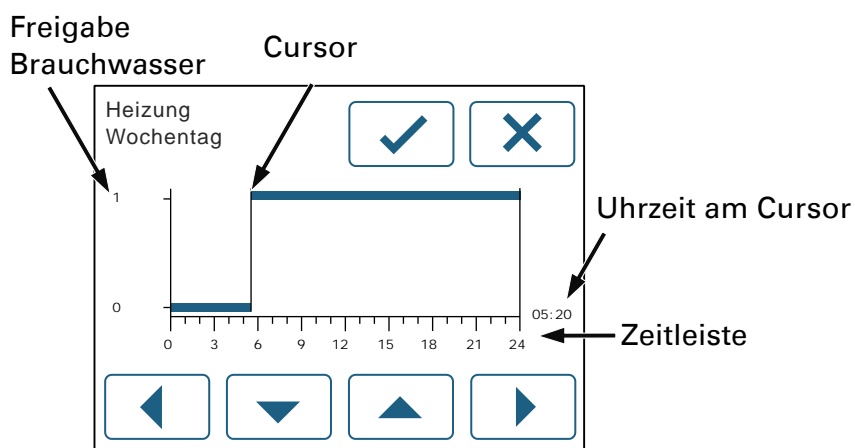 Freigabe
Brauchwasser
Cursor
Heizung
Wochentag
1
Uhrzeit am Cursor
0
05:20
0 3 6 9 12 15 18 21 24
Zeitleiste